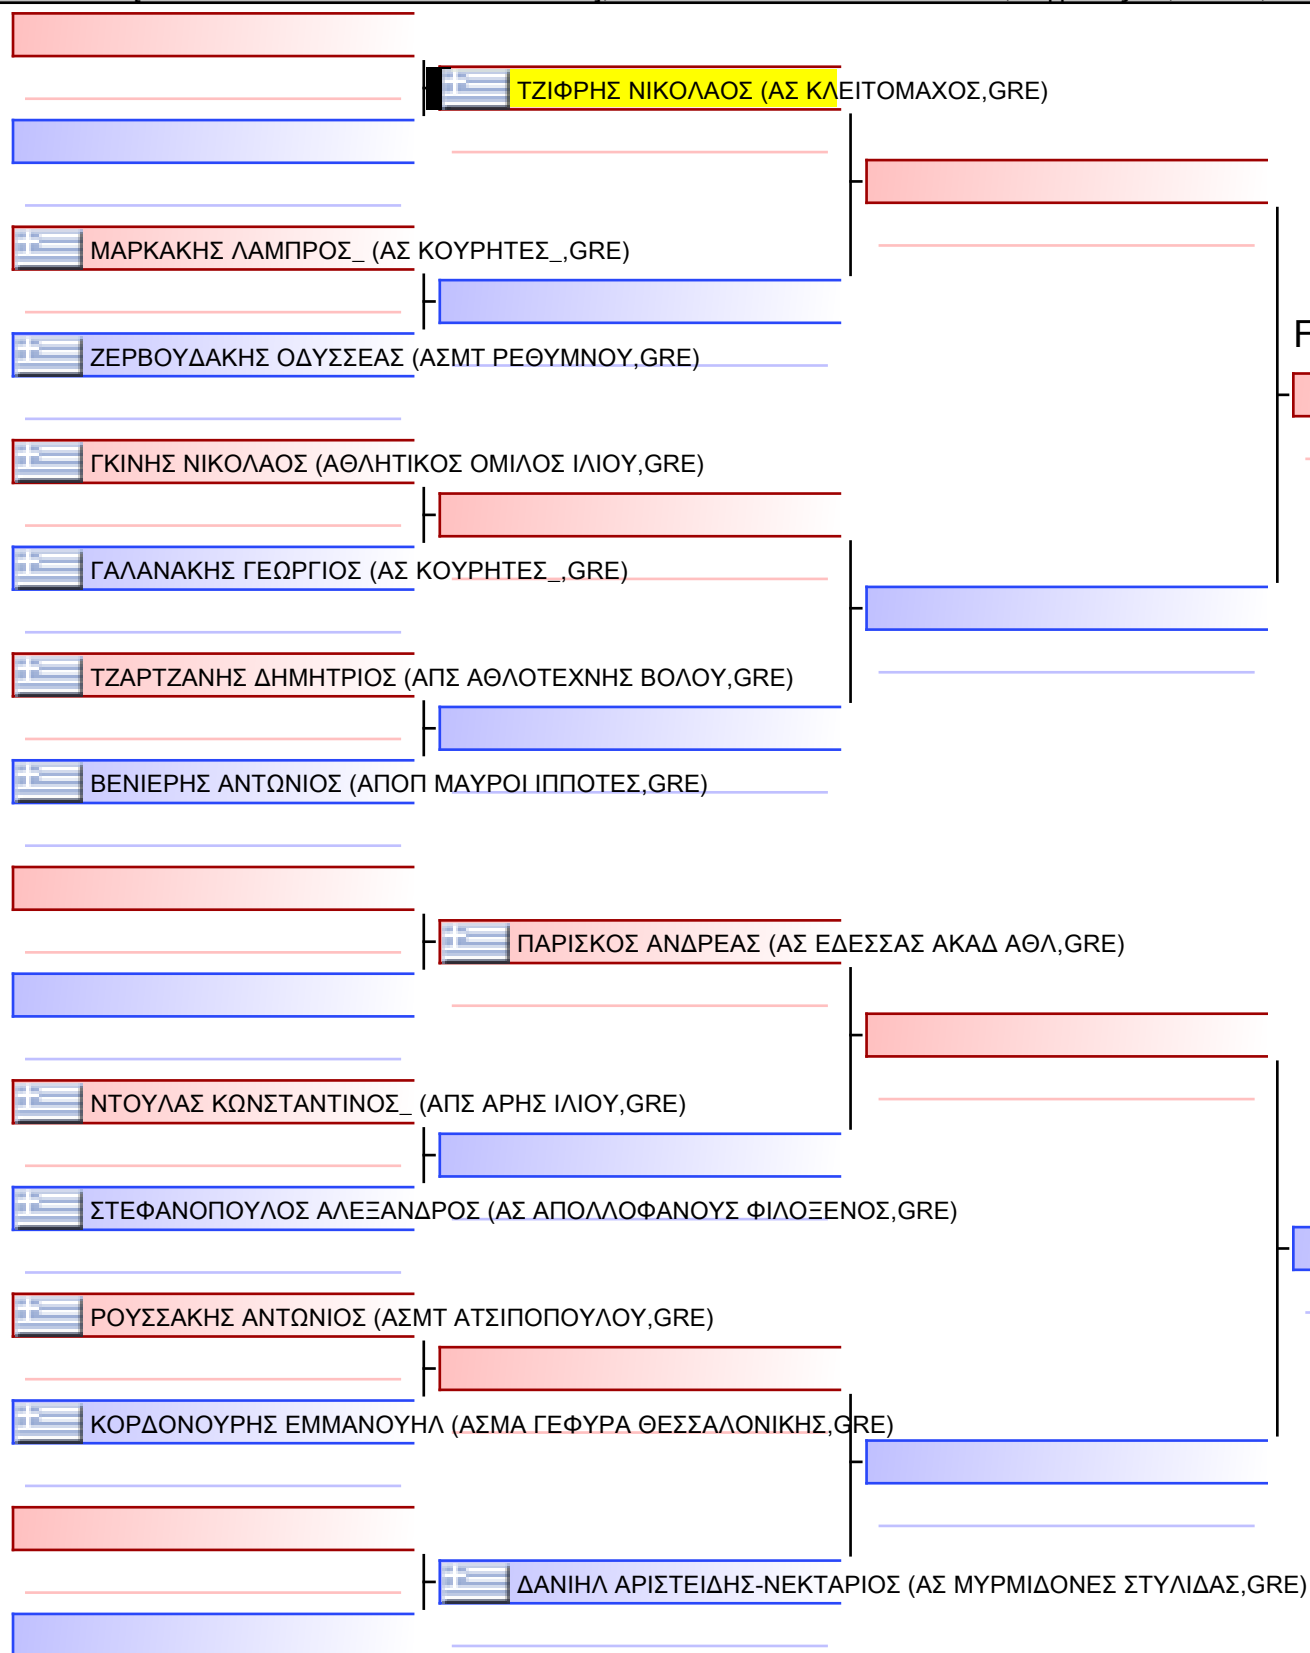 ΤΖΙΦΡΗΣ ΝΙΚΟΛΑΟΣ (ΑΣ ΚΛΕΙΤΟΜΑΧΟΣ,GRE)
ΜΑΡΚΑΚΗΣ ΛΑΜΠΡΟΣ_ (ΑΣ ΚΟΥΡΗΤΕΣ_,GRE)
F
ΖΕΡΒΟΥΔΑΚΗΣ ΟΔΥΣΣΕΑΣ (ΑΣΜΤ ΡΕΘΥΜΝΟΥ,GRE)
ΓΚΙΝΗΣ ΝΙΚΟΛΑΟΣ (ΑΘΛΗΤΙΚΟΣ ΟΜΙΛΟΣ ΙΛΙΟΥ,GRE)
ΓΑΛΑΝΑΚΗΣ ΓΕΩΡΓΙΟΣ (ΑΣ ΚΟΥΡΗΤΕΣ_,GRE)
ΤΖΑΡΤΖΑΝΗΣ ΔΗΜΗΤΡΙΟΣ (ΑΠΣ ΑΘΛΟΤΕΧΝΗΣ ΒΟΛΟΥ,GRE)
ΒΕΝΙΕΡΗΣ ΑΝΤΩΝΙΟΣ (ΑΠΟΠ ΜΑΥΡΟΙ ΙΠΠΟΤΕΣ,GRE)
ΠΑΡΙΣΚΟΣ ΑΝΔΡΕΑΣ (ΑΣ ΕΔΕΣΣΑΣ ΑΚΑΔ ΑΘΛ,GRE)
ΝΤΟΥΛΑΣ ΚΩΝΣΤΑΝΤΙΝΟΣ_ (ΑΠΣ ΑΡΗΣ ΙΛΙΟΥ,GRE)
ΣΤΕΦΑΝΟΠΟΥΛΟΣ ΑΛΕΞΑΝΔΡΟΣ (ΑΣ ΑΠΟΛΛΟΦΑΝΟΥΣ ΦΙΛΟΞΕΝΟΣ,GRE)
ΡΟΥΣΣΑΚΗΣ ΑΝΤΩΝΙΟΣ (ΑΣΜΤ ΑΤΣΙΠΟΠΟΥΛΟΥ,GRE)
ΚΟΡΔΟΝΟΥΡΗΣ ΕΜΜΑΝΟΥΗΛ (ΑΣΜΑ ΓΕΦΥΡΑ ΘΕΣΣΑΛΟΝΙΚΗΣ,GRE)
ΔΑΝΙΗΛ ΑΡΙΣΤΕΙΔΗΣ-ΝΕΚΤΑΡΙΟΣ (ΑΣ ΜΥΡΜΙΔΟΝΕΣ ΣΤΥΛΙΔΑΣ,GRE)